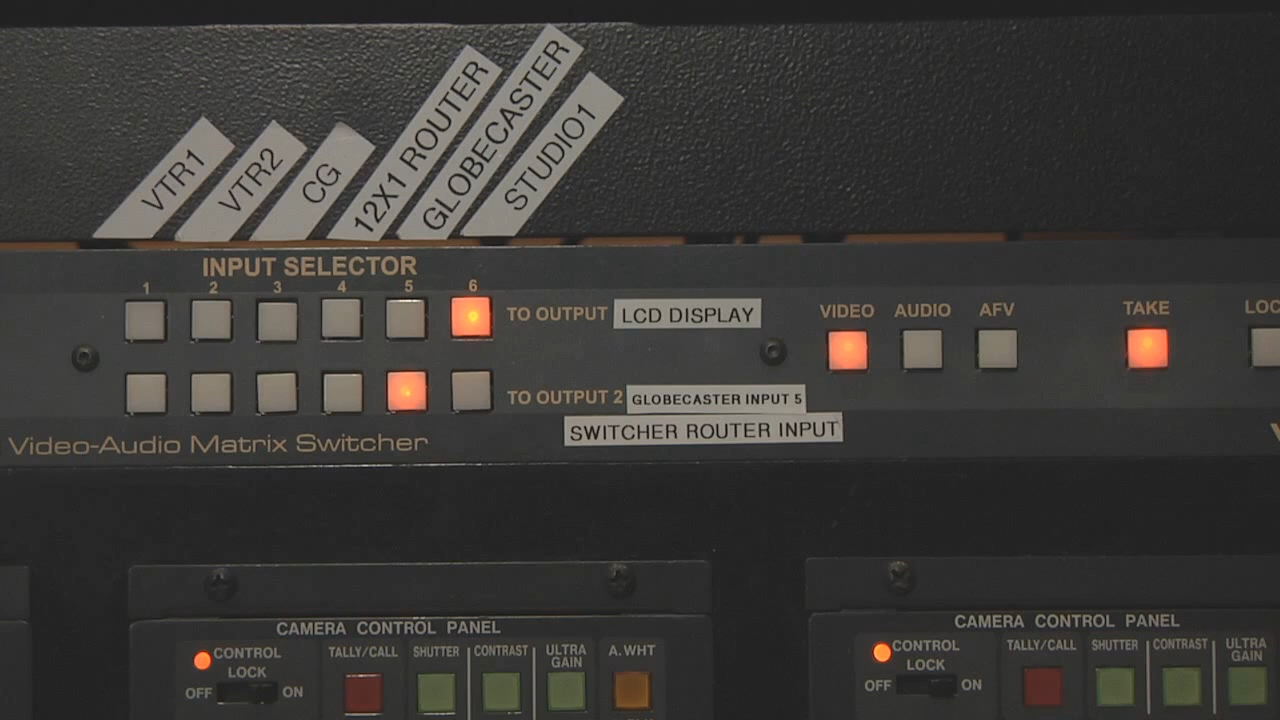 VTR1
VTR2
CG
12X1 ROUTER
GLOBECASTER
STUDIO1
INPUT SELECTOR
1 2 3 4 5 6
TO OUTPUT LCD DISPLAY
VIDEO AUDIO AFV TAKE
TO OUTPUT 2 GLOBECASTER INPUT 5
SWITCHER ROUTER INPUT
Video-Audio Matrix Switcher
CAMERA CONTROL PANEL
CONTROL LOCK
OFF ON
TALLY/CALL
SHUTTER
CONTRAST
ULTRA GAIN
A.WHT
CAMERA CONTROL PANEL
CONTROL LOCK
OFF ON
TALLY/CALL
SHUTTER
CONTRAST
ULTRA GAIN